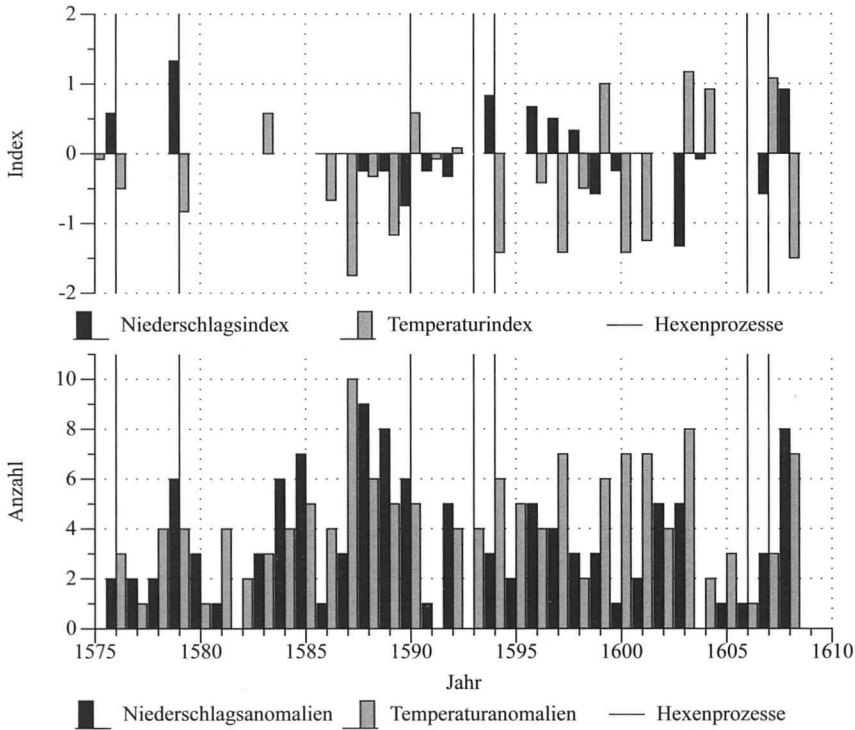 2
1
0
-1
-2
Index
Niederschlagsindex Temperaturindex Hexenprozesse
10
8
6
4
2
0
Anzahl
1575 1580 1585 1590 1595 1600 1605 1610
Jahr
Niederschlagsanomalien Temperaturanomalien Hexenprozesse